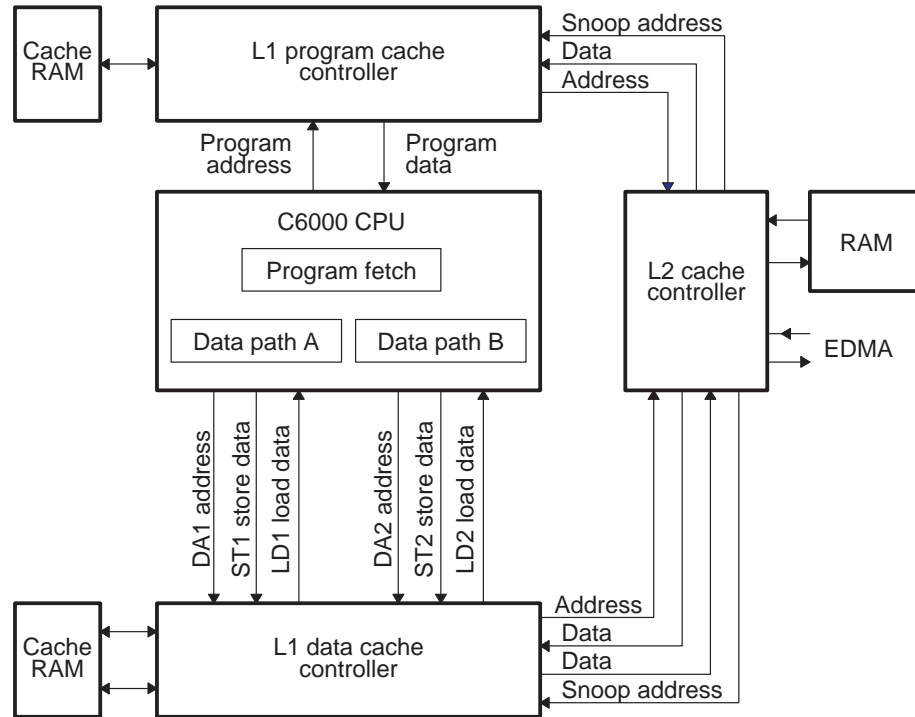 Cache
RAM
L1 program cache
controller
Snoop address
Data
Address
Program
address
Program
data
C6000 CPU
Program fetch
Data path A
Data path B
L2 cache
controller
RAM
EDMA
DA1 address
ST1 store data
LD1 load data
DA2 address
ST2 store data
LD2 load data
Cache
RAM
L1 data cache
controller
Address
Data
Data
Snoop address